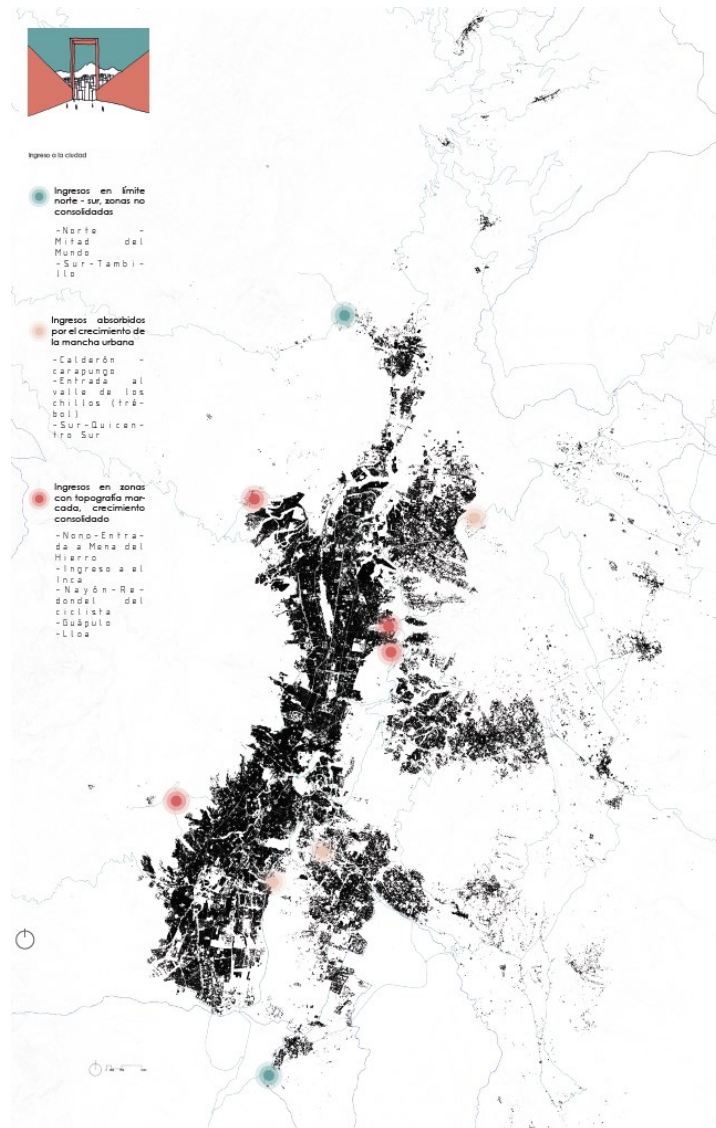 Ingreso a la ciudad
Ingresos en límite
norte - sur, zonas no
consolidadas
-Norte -
Mitad del
Mundo
-Sur-Tambi-
llo
Ingresos absorbidos
por el crecimiento de
la mancha urbana
-Calderón -
carapungo
-Entrada al
valle de los
chillos (tré-
bol)
-Sur-Quicen-
tro Sur
Ingresos en zonas
con topografía mar-
cada, crecimiento
consolidado
-Nono-Entra-
da a Mena del
Hierro
-Ingreso a el
Inca
-Nayón-Re-
dondel del
ciclista
-Guápulo
-Lloa